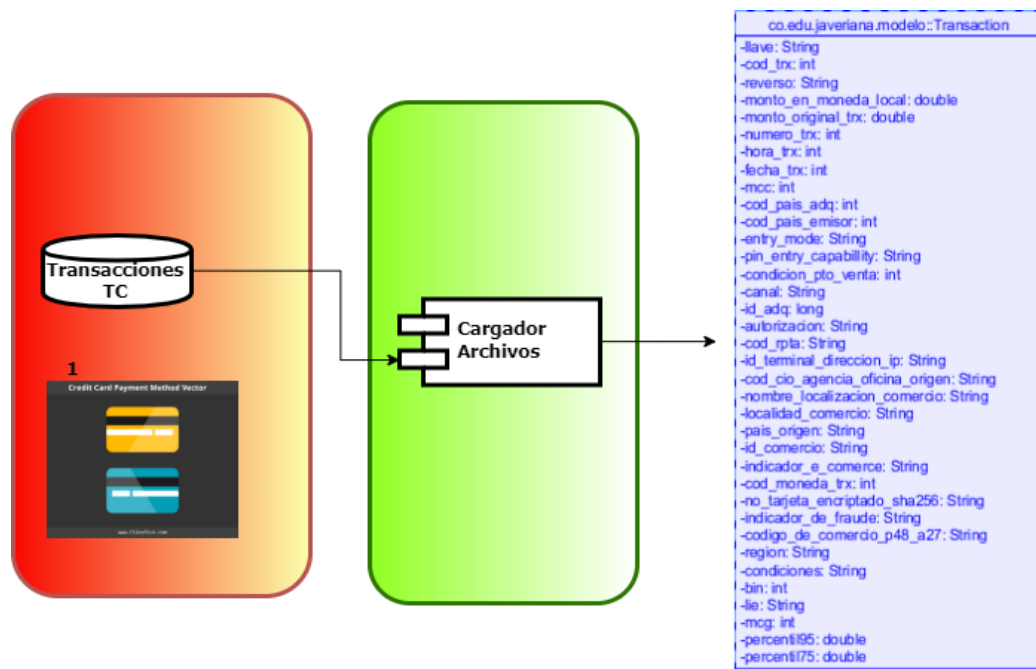 Transacciones
TC
1
Credit Card Payment Method Vector
Cargador
Archivos
co.edu.javeriana.modelo::Transaction
-llave: String
-cod_trx: int
-reverso: String
-monto_en_moneda_local: double
-monto_original_trx: double
-numero_trx: int
-hora_trx: int
-fecha_trx: int
-mcc: int
-cod_pais_adq: int
-cod_pais_emisor: int
-entry_mode: String
-pin_entry_capabillity: String
-condicion_pto_venta: int
-canal: String
-id_adq: long
-autorizacion: String
-cod_rpta: String
-id_terminal_direccion_ip: String
-cod_cio_agencia_oficina_origen: String
-nombre_localizacion_comercio: String
-localidad_comercio: String
-pais_origen: String
-id_comercio: String
-indicador_e_comerce: String
-cod_moneda_trx: int
-no_tarjeta_encriptado_sha256: String
-indicador_de_fraude: String
-codigo_de_comercio_p48_a27: String
-region: String
-condiciones: String
-bin: int
-lie: String
-mcg: int
-percentil95: double
-percentil75: double